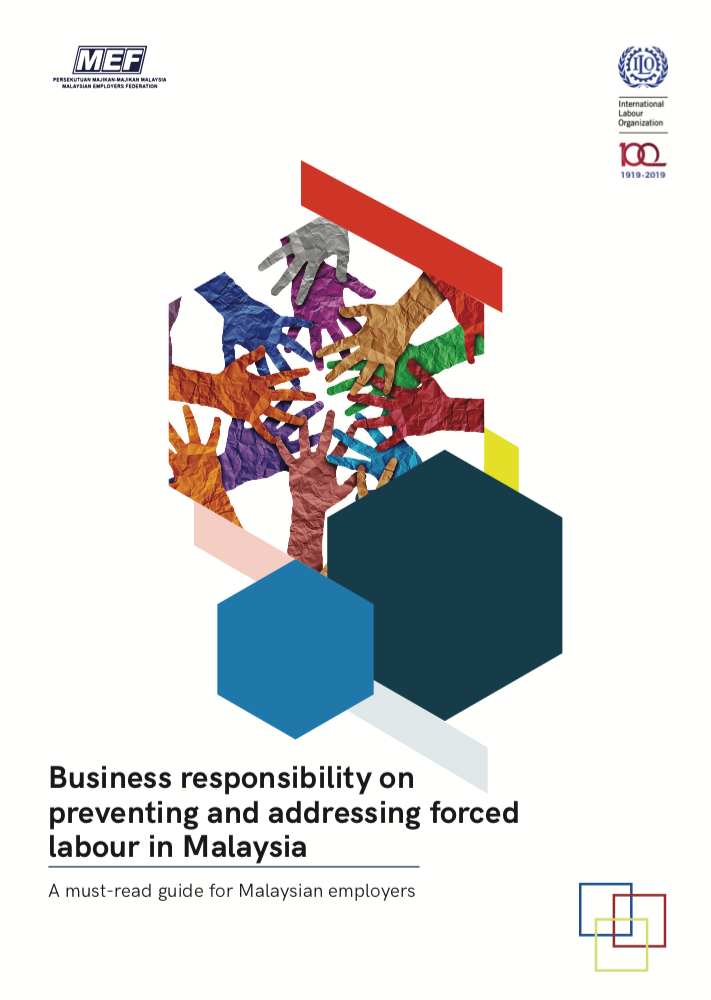 MEF
PERSEKUTUAN MAJIKAN-MAJIKAN MALAYSIA
MALAYSIAN EMPLOYERS FEDERATION
ILO
International
Labour
Organization
100
1919-2019
Business responsibility on
preventing and addressing forced
labour in Malaysia
A must-read guide for Malaysian employers